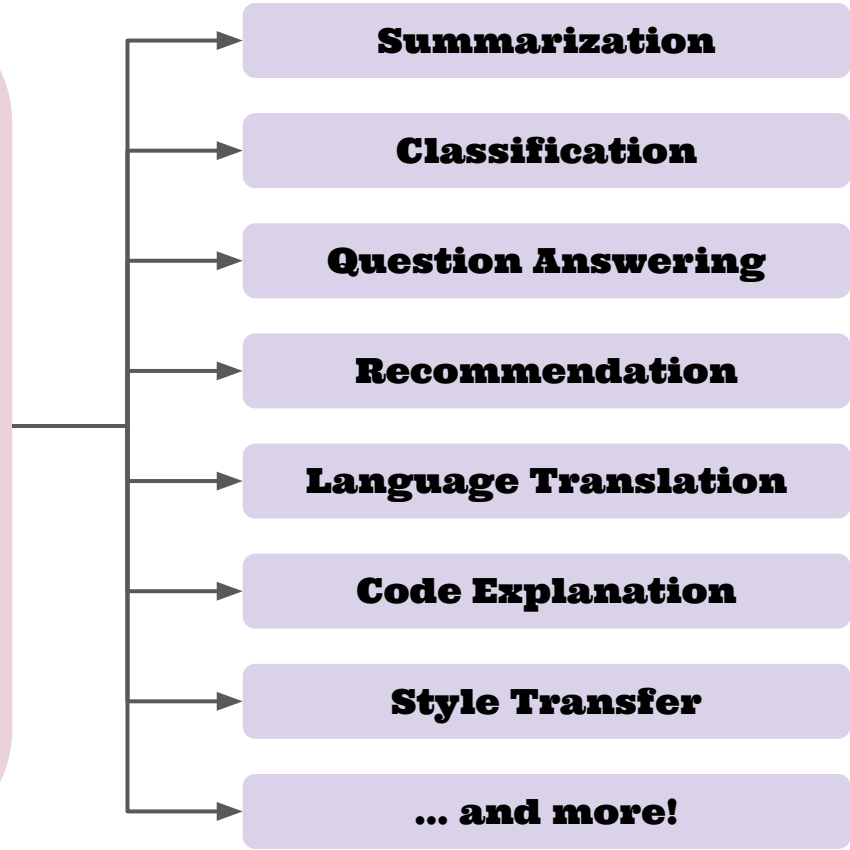 Summarization
Classification
Question Answering
Recommendation
Language Translation
Code Explanation
Style Transfer
... and more!